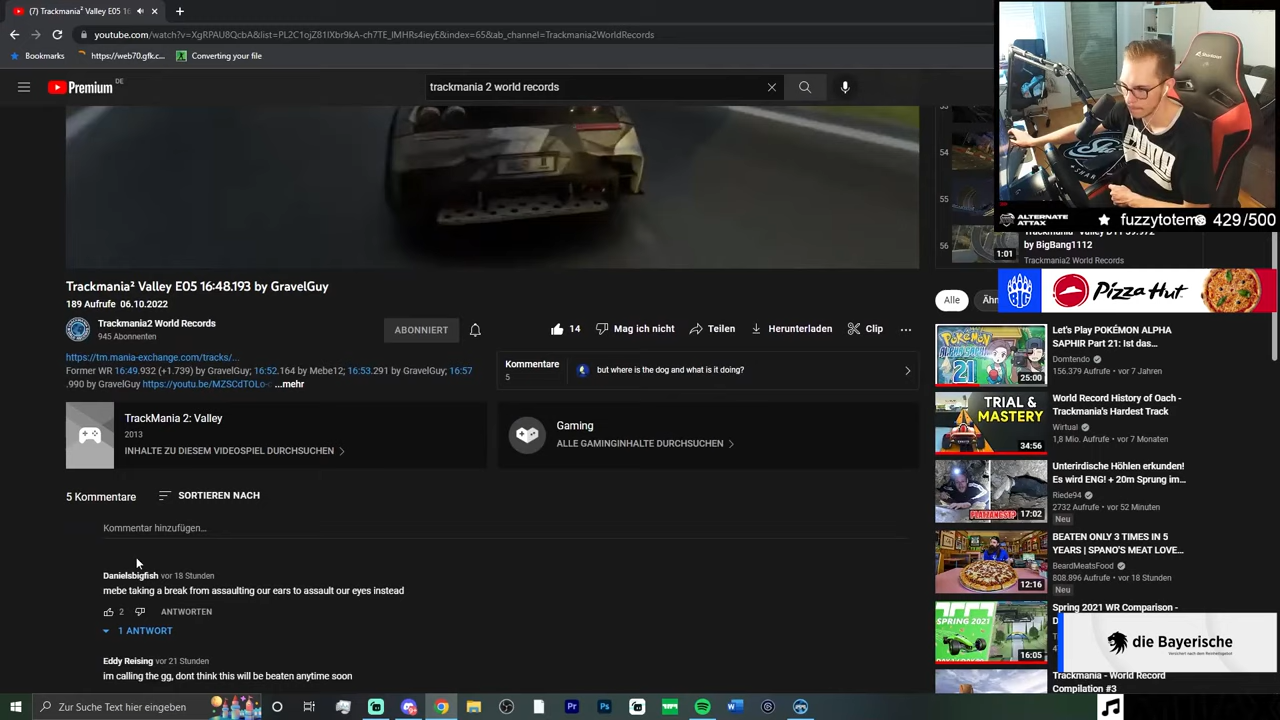 (7) Trackmania² Valley E05 16
youtube.com/watch?v=XgRPAU8QcbA&list=PL2C1ojZ81IXbr9kA-ch7TE_lMHRs4ieyE&index=65&ab_channel=Trackmania2WorldRecords
Bookmarks
https://web70.gfk.c...
Converting your file
Premium
DE
trackmania 2 world records
54
55
56
1:01
by BigBang1112
Trackmania2 World Records
ALTERNATE
ATTAX
fuzzytotem
429/500
Pizza Hut
Trackmania² Valley E05 16:48.193 by GravelGuy
189 Aufrufe 06.10.2022
Trackmania2 World Records
945 Abonnenten
ABONNIERT
14
Mag ich nicht
Teilen
Herunterladen
Clip
https://tm.mania-exchange.com/tracks/...
Former WR 16:49.932 (+1.739) by GravelGuy; 16:52.164 by Mebe12; 16:53.291 by GravelGuy; 16:57
.990 by GravelGuy https://youtu.be/MZSCdTOLo- ...mehr
Kommentare
5
but where is the dog and what is it doing?
TrackMania 2: Valley
2013
INHALTE ZU DIESEM VIDEOSPIEL DURCHSUCHEN
Gaming
ALLE GAMINGINHALTE DURCHSUCHEN
5 Kommentare
SORTIEREN NACH
Kommentar hinzufügen...
Danielsbigfish vor 18 Stunden
mebe taking a break from assaulting our ears to assault our eyes instead
2
ANTWORTEN
1 ANTWORT
Eddy Reising vor 21 Stunden
im calling the gg, dont think this will be beaten anytime soon
Alle
Ähn
Let's Play POKÉMON ALPHA
SAPHIR Part 21: Ist das...
Domtendo
156.379 Aufrufe • vor 7 Jahren
21
25:00
World Record History of Oach -
Trackmania's Hardest Track
Wirtual
1,8 Mio. Aufrufe • vor 7 Monaten
TRIAL &
MASTERY
34:56
Unterirdische Höhlen erkunden!
Es wird ENG! + 20m Sprung im...
Riede94
2732 Aufrufe • vor 52 Minuten
Neu
PLATZANGST?
17:02
BEATEN ONLY 3 TIMES IN 5
YEARS | SPANO'S MEAT LOVE...
BeardMeatsFood
808.896 Aufrufe • vor 18 Stunden
Neu
12:16
Spring 2021 WR Comparison -
SPRING 2021
16:05
die Bayerische
Trackmania - World Record
Compilation #3
Zur Suche Text hier eingeben